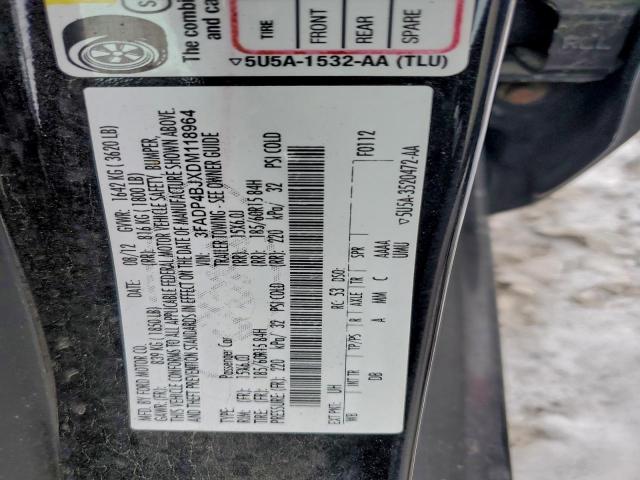 The combin
and ca
TIRE
FRONT
REAR
SPARE
▽5U5A-1532-AA (TLU)
MFD. BY FORD MOTOR CO.
DATE: 08/12 GVWR: 1642 KG ( 3620 LB)
GAWR: FR: 839 KG (1850 LB) RR: 816 KG ( 1800 LB)
THIS VEHICLE CONFORMS TO ALL APPLICABLE FEDERAL MOTOR VEHICLE SAFETY, BUMPER,
AND THEFT PREVENTION STANDARDS IN EFFECT ON THE DATE OF MANUFACTURE SHOWN ABOVE.
VIN: 3FADP4BJXDM118964
TYPE: Passenger Car TRAILER TOWING - SEE OWNER GUIDE
RIM: FR: 15X6.0J RR: 15X6.0J
TIRE: FR: 185/60R15 84H RR: 185/60R15 84H
PRESSURE (FR): 220 kPa/ 32 PSI COLD RR: 220 kPa/ 32 PSI COLD
EXT PNT: UH RC: 53 DSO: F0112
WB INT TR TP/PS R AXLE TR SPR
DB A MM C AAAA
UMU
▽5U5A-3520472-AA
RCL